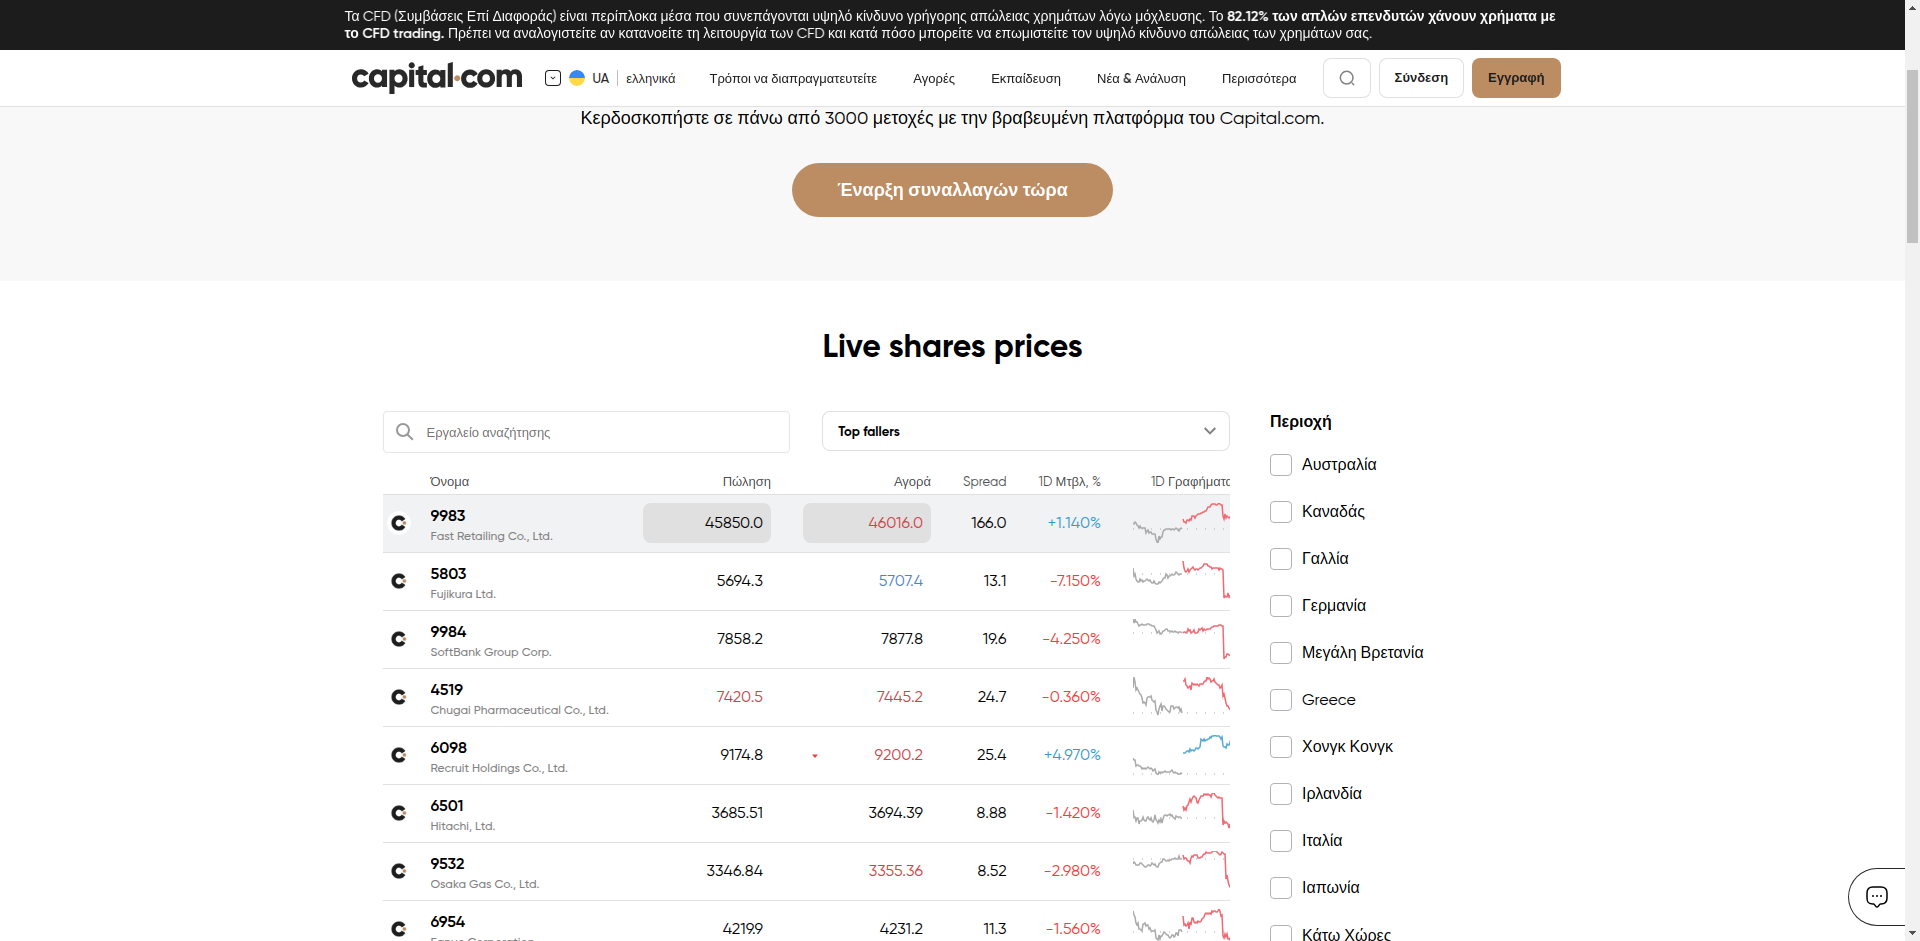 Τα CFD (Συμβάσεις Επί Διαφοράς) είναι περίπλοκα μέσα που συνεπάγονται υψηλό κίνδυνο γρήγορης απώλειας χρημάτων λόγω μόχλευσης. Το 82.12% των απλών επενδυτών χάνουν χρήματα με
το CFD trading. Πρέπει να αναλογιστείτε αν κατανοείτε τη λειτουργία των CFD και κατά πόσο μπορείτε να επωμιστείτε τον υψηλό κίνδυνο απώλειας των χρημάτων σας.
capital.com UA ελληνικά Τρόποι να διαπραγματευτείτε Αγορές Εκπαίδευση Νέα & Ανάλυση Περισσότερα Σύνδεση Εγγραφή
Κερδοσκοπήστε σε πάνω από 3000 μετοχές με την βραβευμένη πλατφόρμα του Capital.com.
Έναρξη συναλλαγών τώρα
Live shares prices
Εργαλείο αναζήτησης
Top fallers
Όνομα Πώληση Αγορά Spread 1D Μτβλ, % 1D Γραφήματα
9983 45850.0 46016.0 166.0 +1.140%
Fast Retailing Co., Ltd.
5803 5694.3 5707.4 13.1 -7.150%
Fujikura Ltd.
9984 7858.2 7877.8 19.6 -4.250%
SoftBank Group Corp.
4519 7420.5 7445.2 24.7 -0.360%
Chugai Pharmaceutical Co., Ltd.
6098 9174.8 9200.2 25.4 +4.970%
Recruit Holdings Co., Ltd.
6501 3685.51 3694.39 8.88 -1.420%
Hitachi, Ltd.
9532 3346.84 3355.36 8.52 -2.980%
Osaka Gas Co., Ltd.
6954 4219.9 4231.2 11.3 -1.560%
Περιοχή
Αυστραλία
Καναδάς
Γαλλία
Γερμανία
Μεγάλη Βρετανία
Greece
Χονγκ Κονγκ
Ιρλανδία
Ιταλία
Ιαπωνία
Κάτω Χώρες